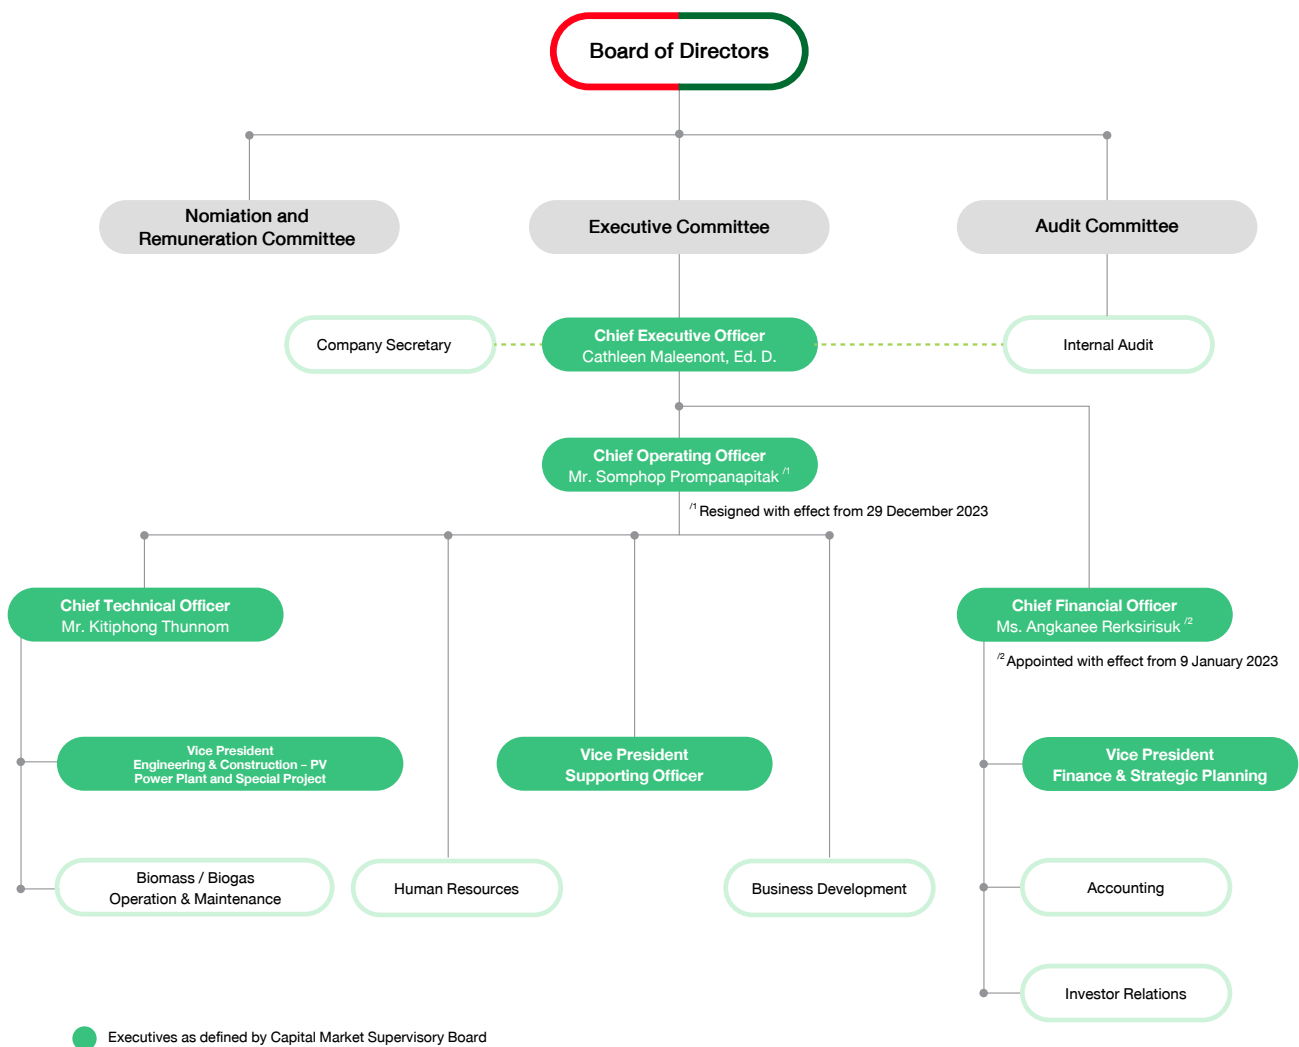 Board of Directors
Nomiation and
Remuneration Committee
Executive Committee
Audit Committee
Company Secretary
Chief Executive Officer
Cathleen Maleenont, Ed. D.
Internal Audit
Chief Operating Officer
Mr. Somphop Prompanapitak /1
/1 Resigned with effect from 29 December 2023
Chief Technical Officer
Mr. Kitiphong Thunnom
Chief Financial Officer
Ms. Angkanee Rerksirisuk /2
/2 Appointed with effect from 9 January 2023
Vice President
Engineering & Construction – PV
Power Plant and Special Project
Vice President
Supporting Officer
Vice President
Finance & Strategic Planning
Biomass / Biogas
Operation & Maintenance
Human Resources
Business Development
Accounting
Investor Relations
Executives as defined by Capital Market Supervisory Board